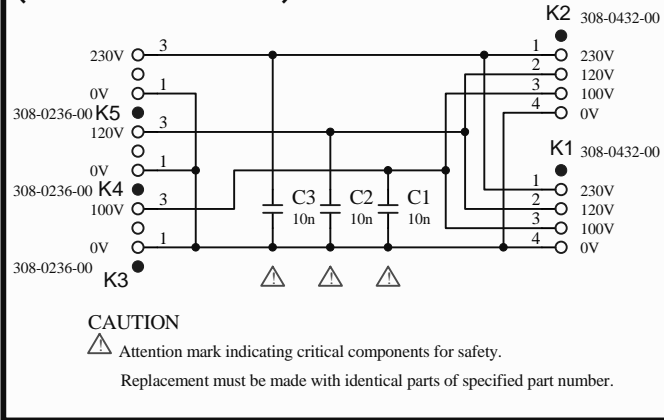 K2 308-0432-00
230V 3
1 230V
2 120V
0V 1
3 100V
308-0236-00 K5
4 0V
120V 3
K1 308-0432-00
0V 1
308-0236-00 K4
1 230V
100V 3
C3 C2 C1
2 120V
10n 10n 10n
3 100V
0V 1
4 0V
308-0236-00 K3
CAUTION
Attention mark indicating critical components for safety.
Replacement must be made with identical parts of specified part number.